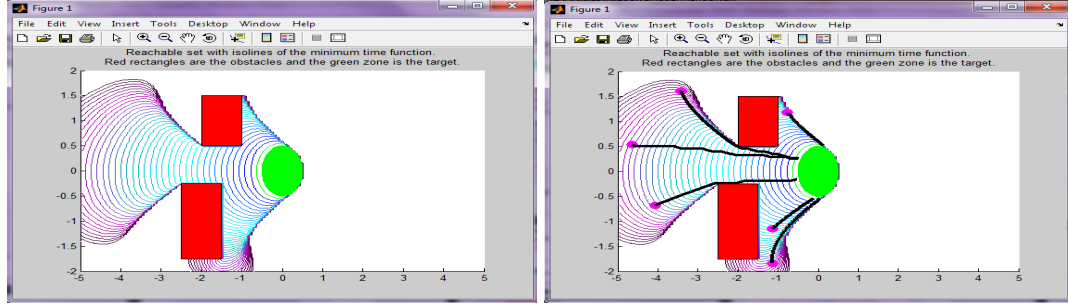 Figure 1
File Edit View Insert Tools Desktop Window Help
Reachable set with isolines of the minimum time function.
Red rectangles are the obstacles and the green zone is the target.
2
1.5
1
0.5
0
-0.5
-1
-1.5
-2
-5 -4 -3 -2 -1 0 1 2 3 4 5
Figure 1
File Edit View Insert Tools Desktop Window Help
Reachable set with isolines of the minimum time function.
Red rectangles are the obstacles and the green zone is the target.
2
1.5
1
0.5
0
-0.5
-1
-1.5
-2
-5 -4 -3 -2 -1 0 1 2 3 4 5